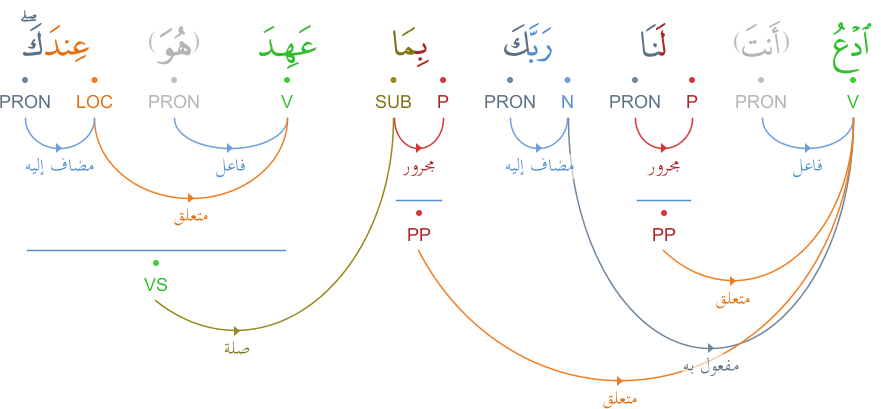 ٱدْعُ (أَنتَ) لَنَا رَبَّكَ بِمَا عَهِدَ (هُوَ) عِندَكَ ۖ
V PRON P PRON N PRON P SUB V PRON LOC PRON
فاعل مجرور مضاف إليه مجرور فاعل مضاف إليه
متعلق
PP PP
VS
متعلق
صلة
مفعول به
متعلق